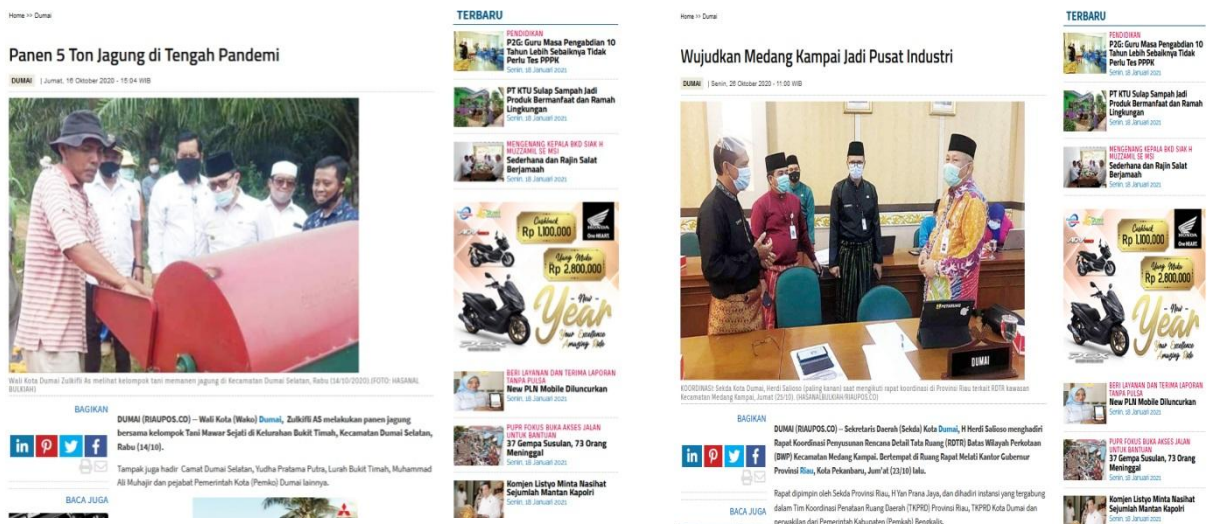 Home >> Dumai
Panen 5 Ton Jagung di Tengah Pandemi
DUMAI | Jumat, 16 Oktober 2020 - 15:04 WIB
Wali Kota Dumai Zulkifli As melihat kelompok tani memanen jagung di Kecamatan Dumai Selatan, Rabu (14/10/2020).(FOTO: HASANAL BULKIAH)
BAGIKAN
DUMAI (RIAUPOS.CO) – Wali Kota (Wako) Dumai, Zulkifli AS melakukan panen jagung
bersama kelompok Tani Mawar Sejati di Kelurahan Bukit Timah, Kecamatan Dumai Selatan,
Rabu (14/10).
Tampak juga hadir Camat Dumai Selatan, Yudha Pratama Putra, Lurah Bukit Timah, Muhammad
Ali Muhajir dan pejabat Pemerintah Kota (Pemko) Dumai lainnya.
BACA JUGA
TERBARU
PENDIDIKAN
P2G: Guru Masa Pengabdian 10
Tahun Lebih Sebaiknya Tidak
Perlu Tes PPPK
Senin, 18 Januari 2021
PT KTU Sulap Sampah Jadi
Produk Bermanfaat dan Ramah
Lingkungan
Senin, 18 Januari 2021
MENGENANG KEPALA BKD SIAK H
MUZZAMIL SE MSI
Sederhana dan Rajin Salat
Berjamaah
Senin, 18 Januari 2021
Cashback
Rp 1,100,000
HONDA
One HEART.
Uang Muka
Rp 2,800,000
New
Year
Your Excellence
Amazing Ride
BERI LAYANAN DAN TERIMA LAPORAN
TANPA PULSA
New PLN Mobile Diluncurkan
Senin, 18 Januari 2021
PUPR FOKUS BUKA AKSES JALAN
UNTUK BANTUAN
37 Gempa Susulan, 73 Orang
Meninggal
Senin, 18 Januari 2021
Komjen Listyo Minta Nasihat
Sejumlah Mantan Kapolri
Senin, 18 Januari 2021
Home >> Dumai
Wujudkan Medang Kampai Jadi Pusat Industri
DUMAI | Senin, 26 Oktober 2020 - 11:00 WIB
DUMAI
KOORDINASI: Sekda Kota Dumai, Herdi Salioso (paling kanan) saat mengikuti rapat koordinasi di Provinsi Riau terkait RDTR kawasan
Kecamatan Medang Kampai, Jumat (23/10). (HASANALBULKIAH/RIAUPOS.CO)
BAGIKAN
DUMAI (RIAUPOS.CO) – Sekretaris Daerah (Sekda) Kota Dumai, H Herdi Salioso menghadiri
Rapat Koordinasi Penyusunan Rencana Detail Tata Ruang (RDTR) Batas Wilayah Perkotaan
(BWP) Kecamatan Medang Kampai. Bertempat di Ruang Rapat Melati Kantor Gubernur
Provinsi Riau, Kota Pekanbaru, Jum'at (23/10) lalu.
Rapat dipimpin oleh Sekda Provinsi Riau, H Yan Prana Jaya, dan dihadiri instansi yang tergabung
dalam Tim Koordinasi Penataan Ruang Daerah (TKPRD) Provinsi Riau, TKPRD Kota Dumai dan
perwakilan dari Pemerintah Kabupaten (Pemkab) Bengkalis.
BACA JUGA
TERBARU
PENDIDIKAN
P2G: Guru Masa Pengabdian 10
Tahun Lebih Sebaiknya Tidak
Perlu Tes PPPK
Senin, 18 Januari 2021
PT KTU Sulap Sampah Jadi
Produk Bermanfaat dan Ramah
Lingkungan
Senin, 18 Januari 2021
MENGENANG KEPALA BKD SIAK H
MUZZAMIL SE MSI
Sederhana dan Rajin Salat
Berjamaah
Senin, 18 Januari 2021
Cashback
Rp 1,100,000
HONDA
One HEART.
Uang Muka
Rp 2,800,000
New
Year
Your Excellence
Amazing Ride
BERI LAYANAN DAN TERIMA LAPORAN
TANPA PULSA
New PLN Mobile Diluncurkan
Senin, 18 Januari 2021
PUPR FOKUS BUKA AKSES JALAN
UNTUK BANTUAN
37 Gempa Susulan, 73 Orang
Meninggal
Senin, 18 Januari 2021
Komjen Listyo Minta Nasihat
Sejumlah Mantan Kapolri
Senin, 18 Januari 2021